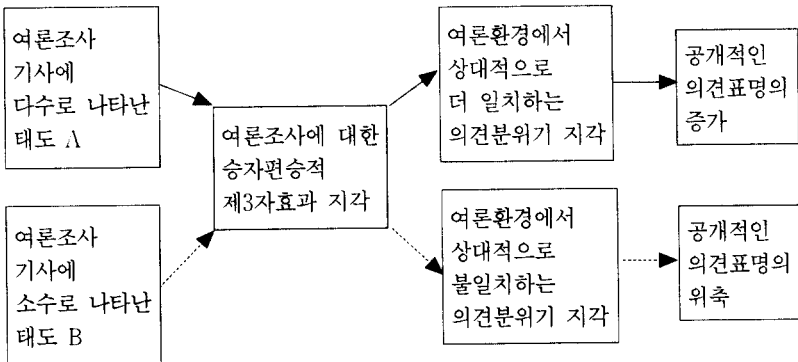 여론조사
기사에
다수로 나타난
태도 A
여론조사
기사에
소수로 나타난
태도 B
여론조사에 대한
승자편승적
제3자효과 지각
여론환경에서
상대적으로
더 일치하는
의견분위기 지각
여론환경에서
상대적으로
불일치하는
의견분위기 지각
공개적인
의견표명의
증가
공개적인
의견표명의
위축